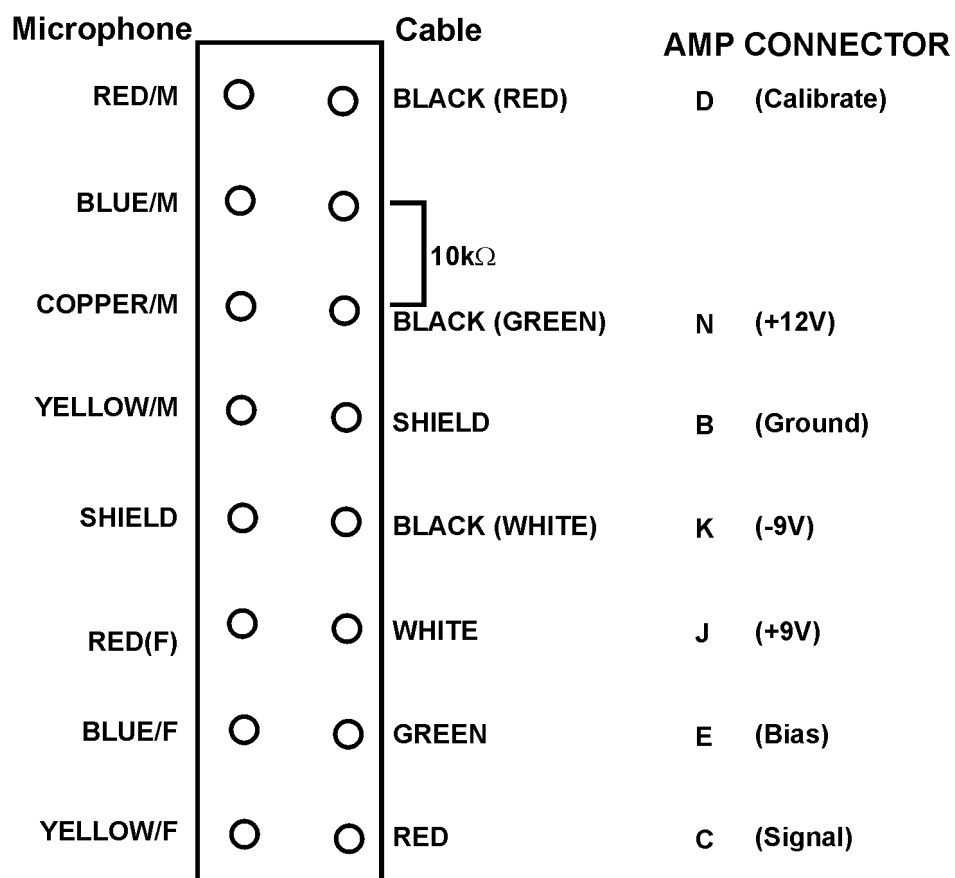 Microphone Cable AMP CONNECTOR
RED/M BLACK (RED) D (Calibrate)
BLUE/M
10kΩ
COPPER/M BLACK (GREEN) N (+12V)
YELLOW/M SHIELD B (Ground)
SHIELD BLACK (WHITE) K (-9V)
RED(F) WHITE J (+9V)
BLUE/F GREEN E (Bias)
YELLOW/F RED C (Signal)